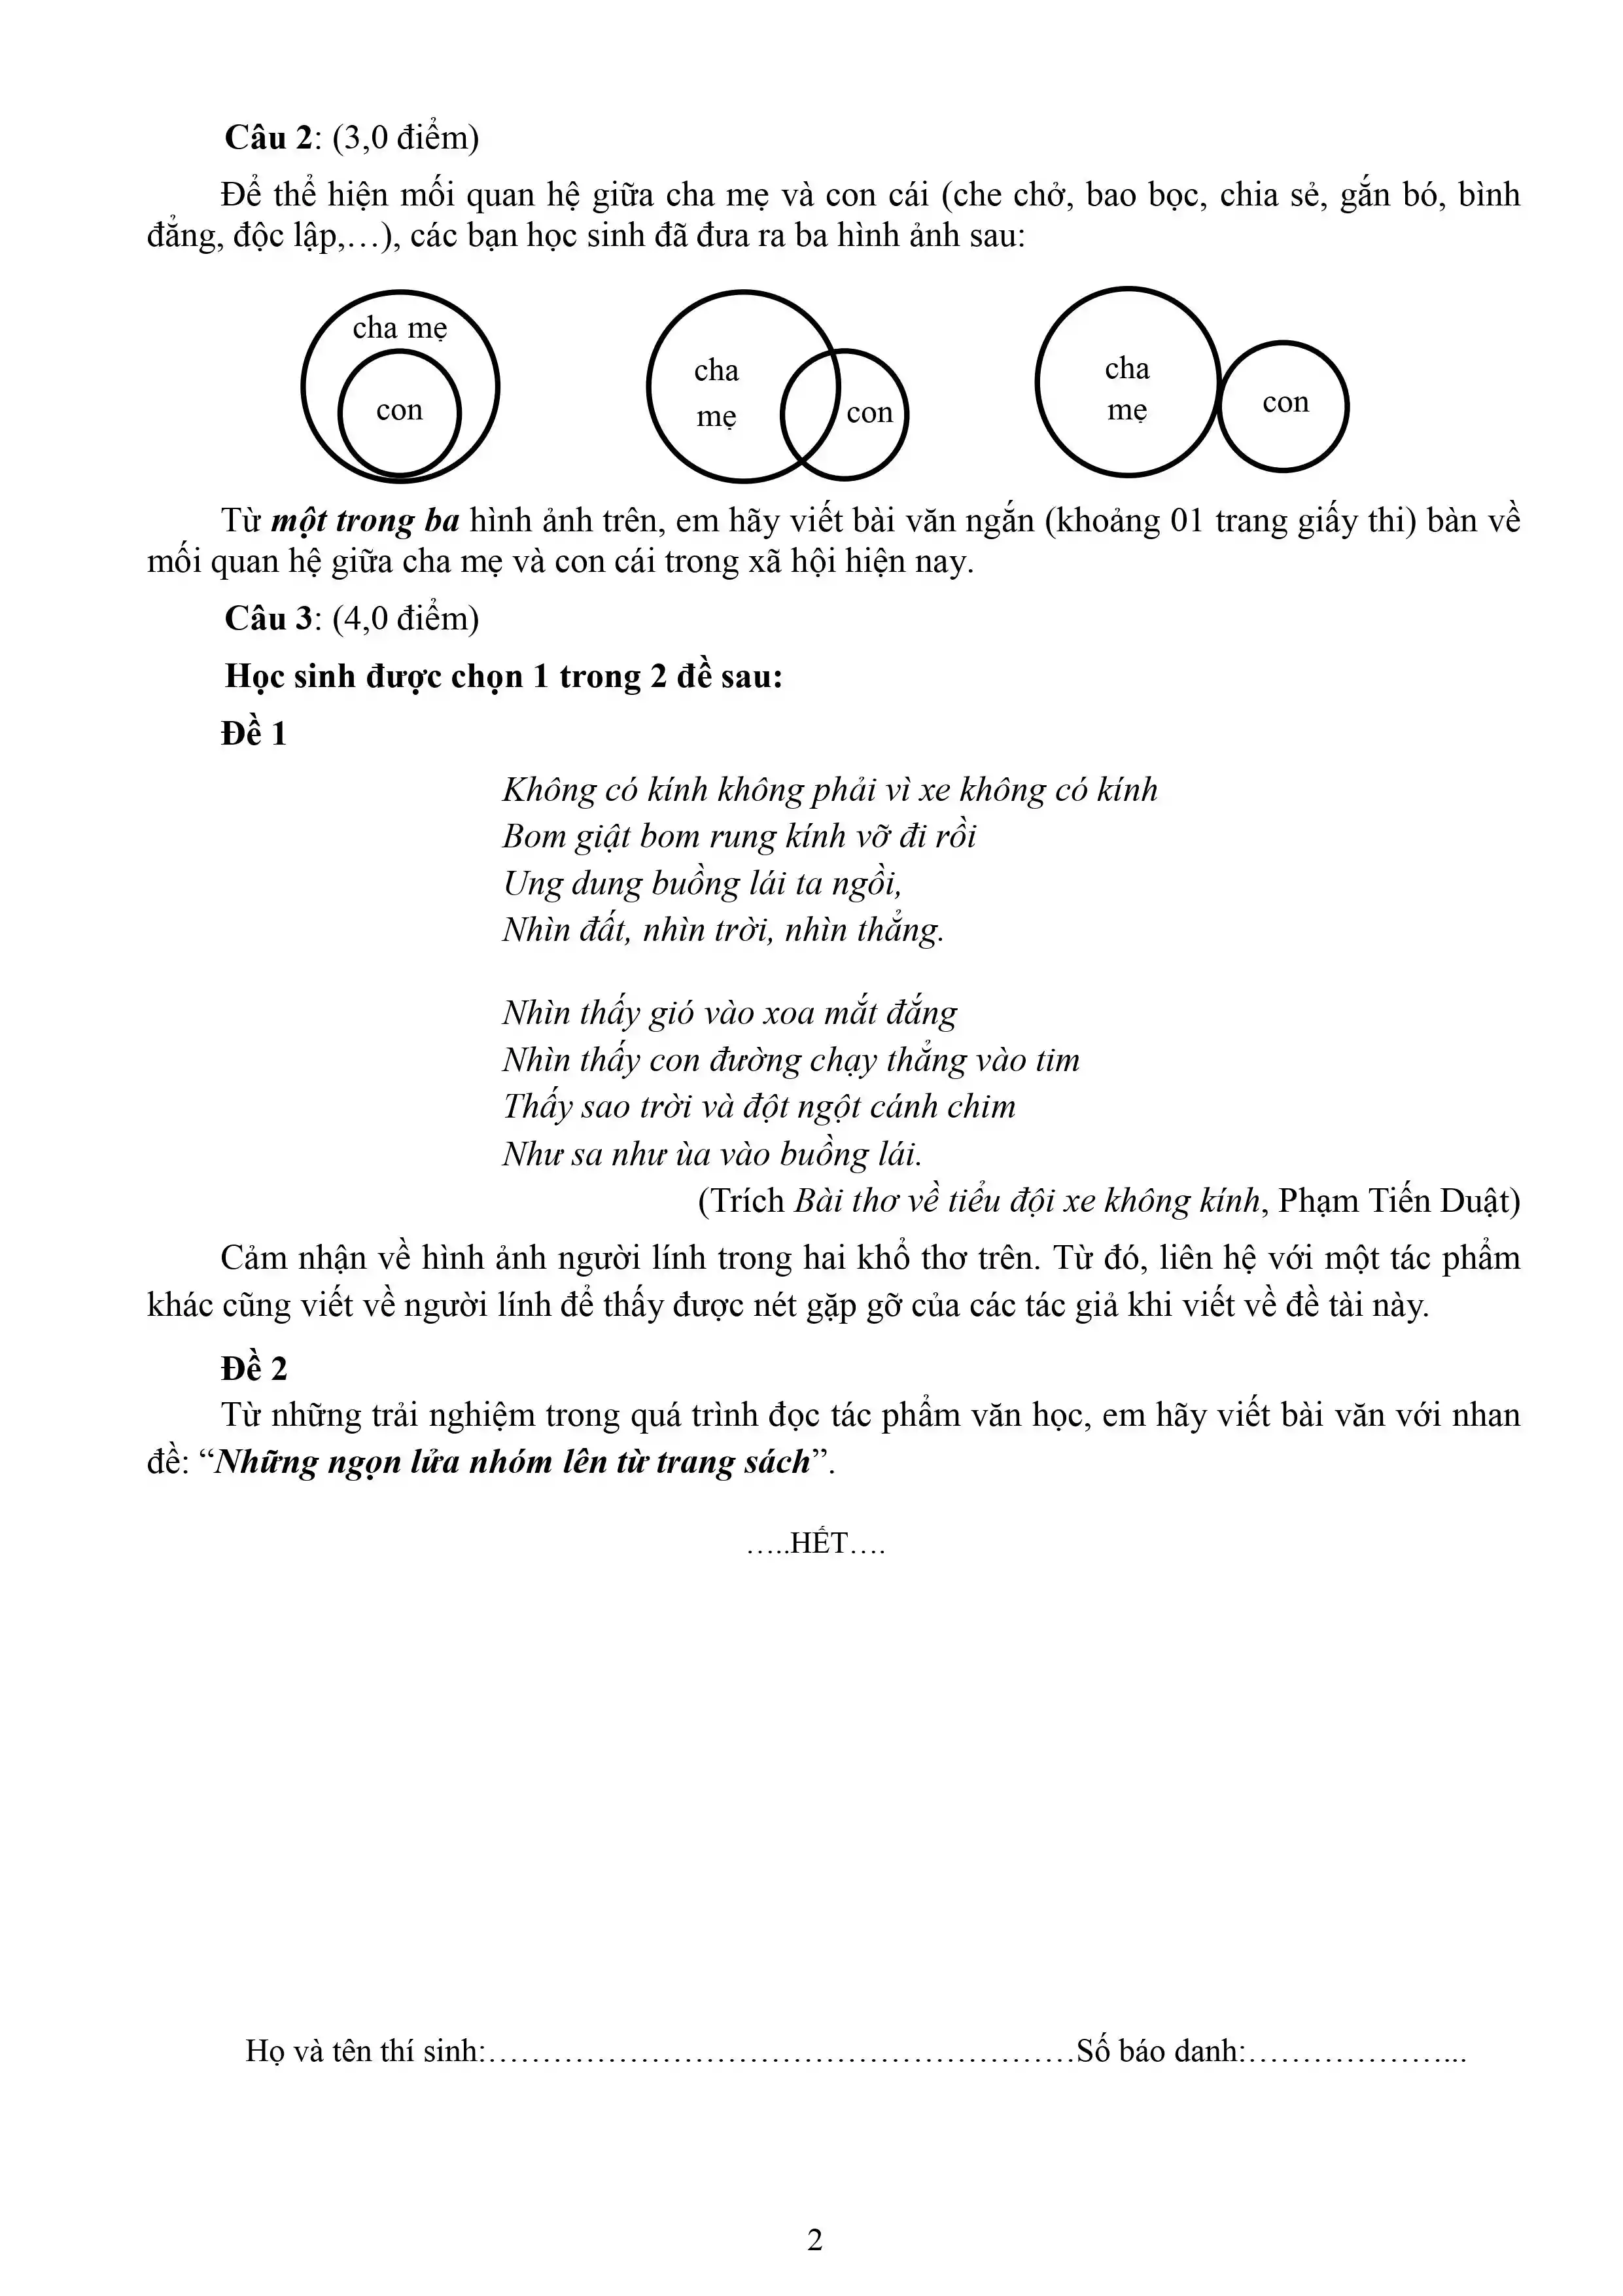 Câu 2: (3,0 điểm)
Để thể hiện mối quan hệ giữa cha mẹ và con cái (che chở, bao bọc, chia sẻ, gắn bó, bình
đẳng, độc lập,…), các bạn học sinh đã đưa ra ba hình ảnh sau:
cha mẹ
con
cha
mẹ
con
cha
mẹ
con
Từ một trong ba hình ảnh trên, em hãy viết bài văn ngắn (khoảng 01 trang giấy thi) bàn về
mối quan hệ giữa cha mẹ và con cái trong xã hội hiện nay.
Câu 3: (4,0 điểm)
Học sinh được chọn 1 trong 2 đề sau:
Đề 1
Không có kính không phải vì xe không có kính
Bom giật bom rung kính vỡ đi rồi
Ung dung buồng lái ta ngồi,
Nhìn đất, nhìn trời, nhìn thẳng.
Nhìn thấy gió vào xoa mắt đắng
Nhìn thấy con đường chạy thẳng vào tim
Thấy sao trời và đột ngột cánh chim
Như sa như ùa vào buồng lái.
(Trích Bài thơ về tiểu đội xe không kính, Phạm Tiến Duật)
Cảm nhận về hình ảnh người lính trong hai khổ thơ trên. Từ đó, liên hệ với một tác phẩm
khác cũng viết về người lính để thấy được nét gặp gỡ của các tác giả khi viết về đề tài này.
Đề 2
Từ những trải nghiệm trong quá trình đọc tác phẩm văn học, em hãy viết bài văn với nhan
đề: “Những ngọn lửa nhóm lên từ trang sách”.
…..HẾT….
Họ và tên thí sinh:………………………………………………Số báo danh:………………...
2